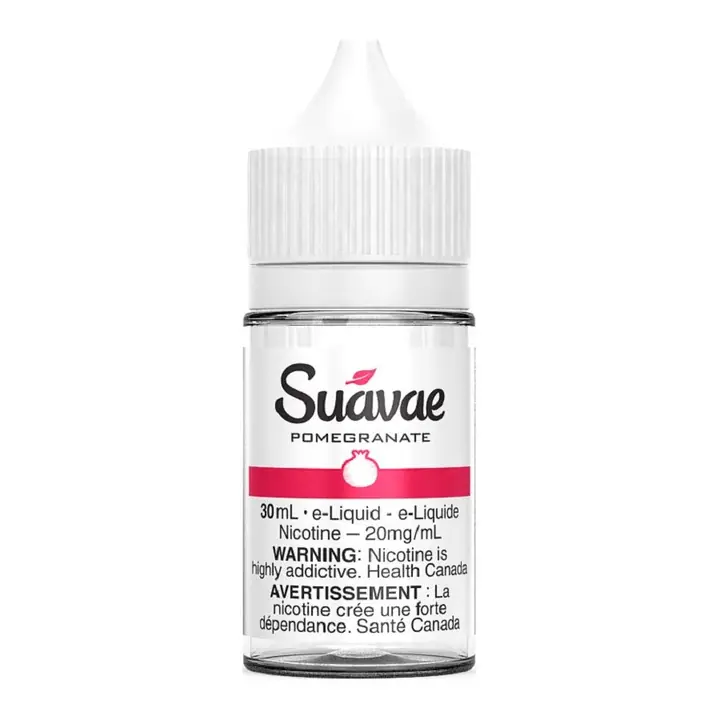 Suavae
POMEGRANATE
30mL • e-Liquid - e-Liquide
Nicotine – 20mg/mL
WARNING: Nicotine is
highly addictive. Health Canada
AVERTISSEMENT : La
nicotine crée une forte
dépendance. Santé Canada